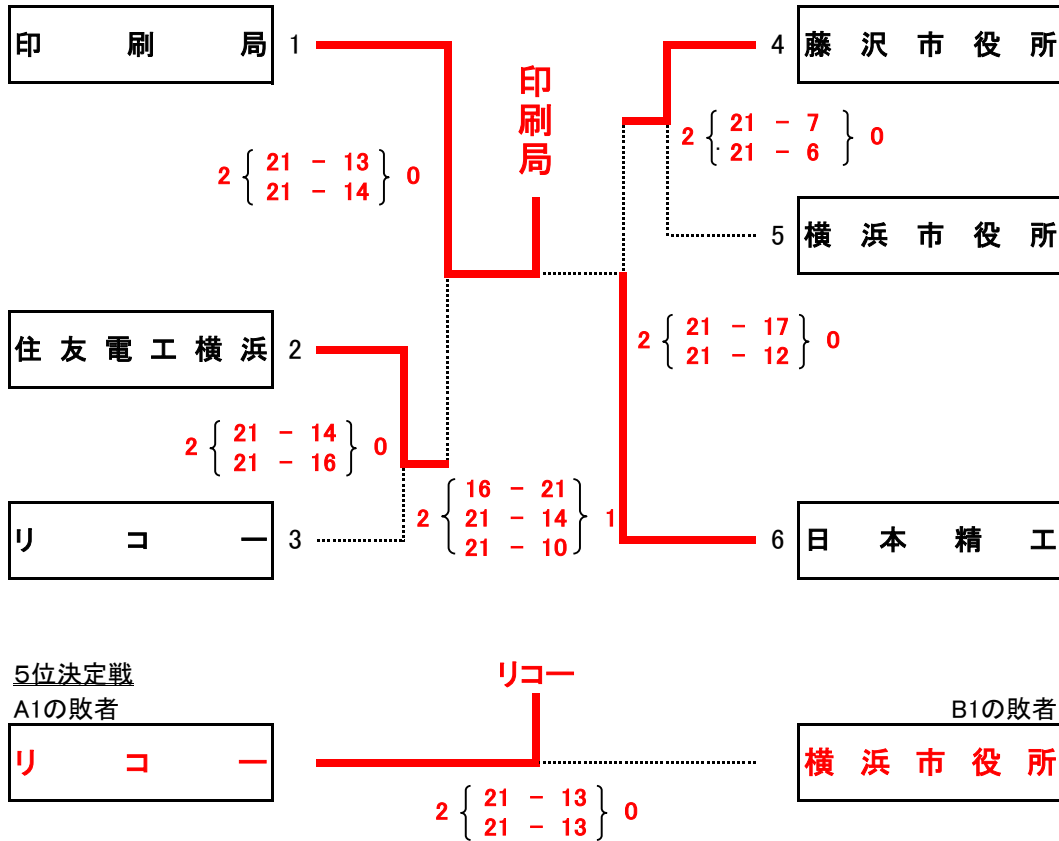 印刷局 1
4 藤沢市役所
印刷局
2 { 21 - 13 } 0
21 - 14
2 { 21 - 7 } 0
21 - 6
5 横浜市役所
住友電工横浜 2
2 { 21 - 17 } 0
21 - 12
2 { 21 - 14 } 0
21 - 16
2 { 16 - 21 } 1
21 - 14
21 - 10
リコー 3
6 日本精工
5位決定戦
リコー
A1の敗者
B1の敗者
リコー
横浜市役所
2 { 21 - 13 } 0
21 - 13